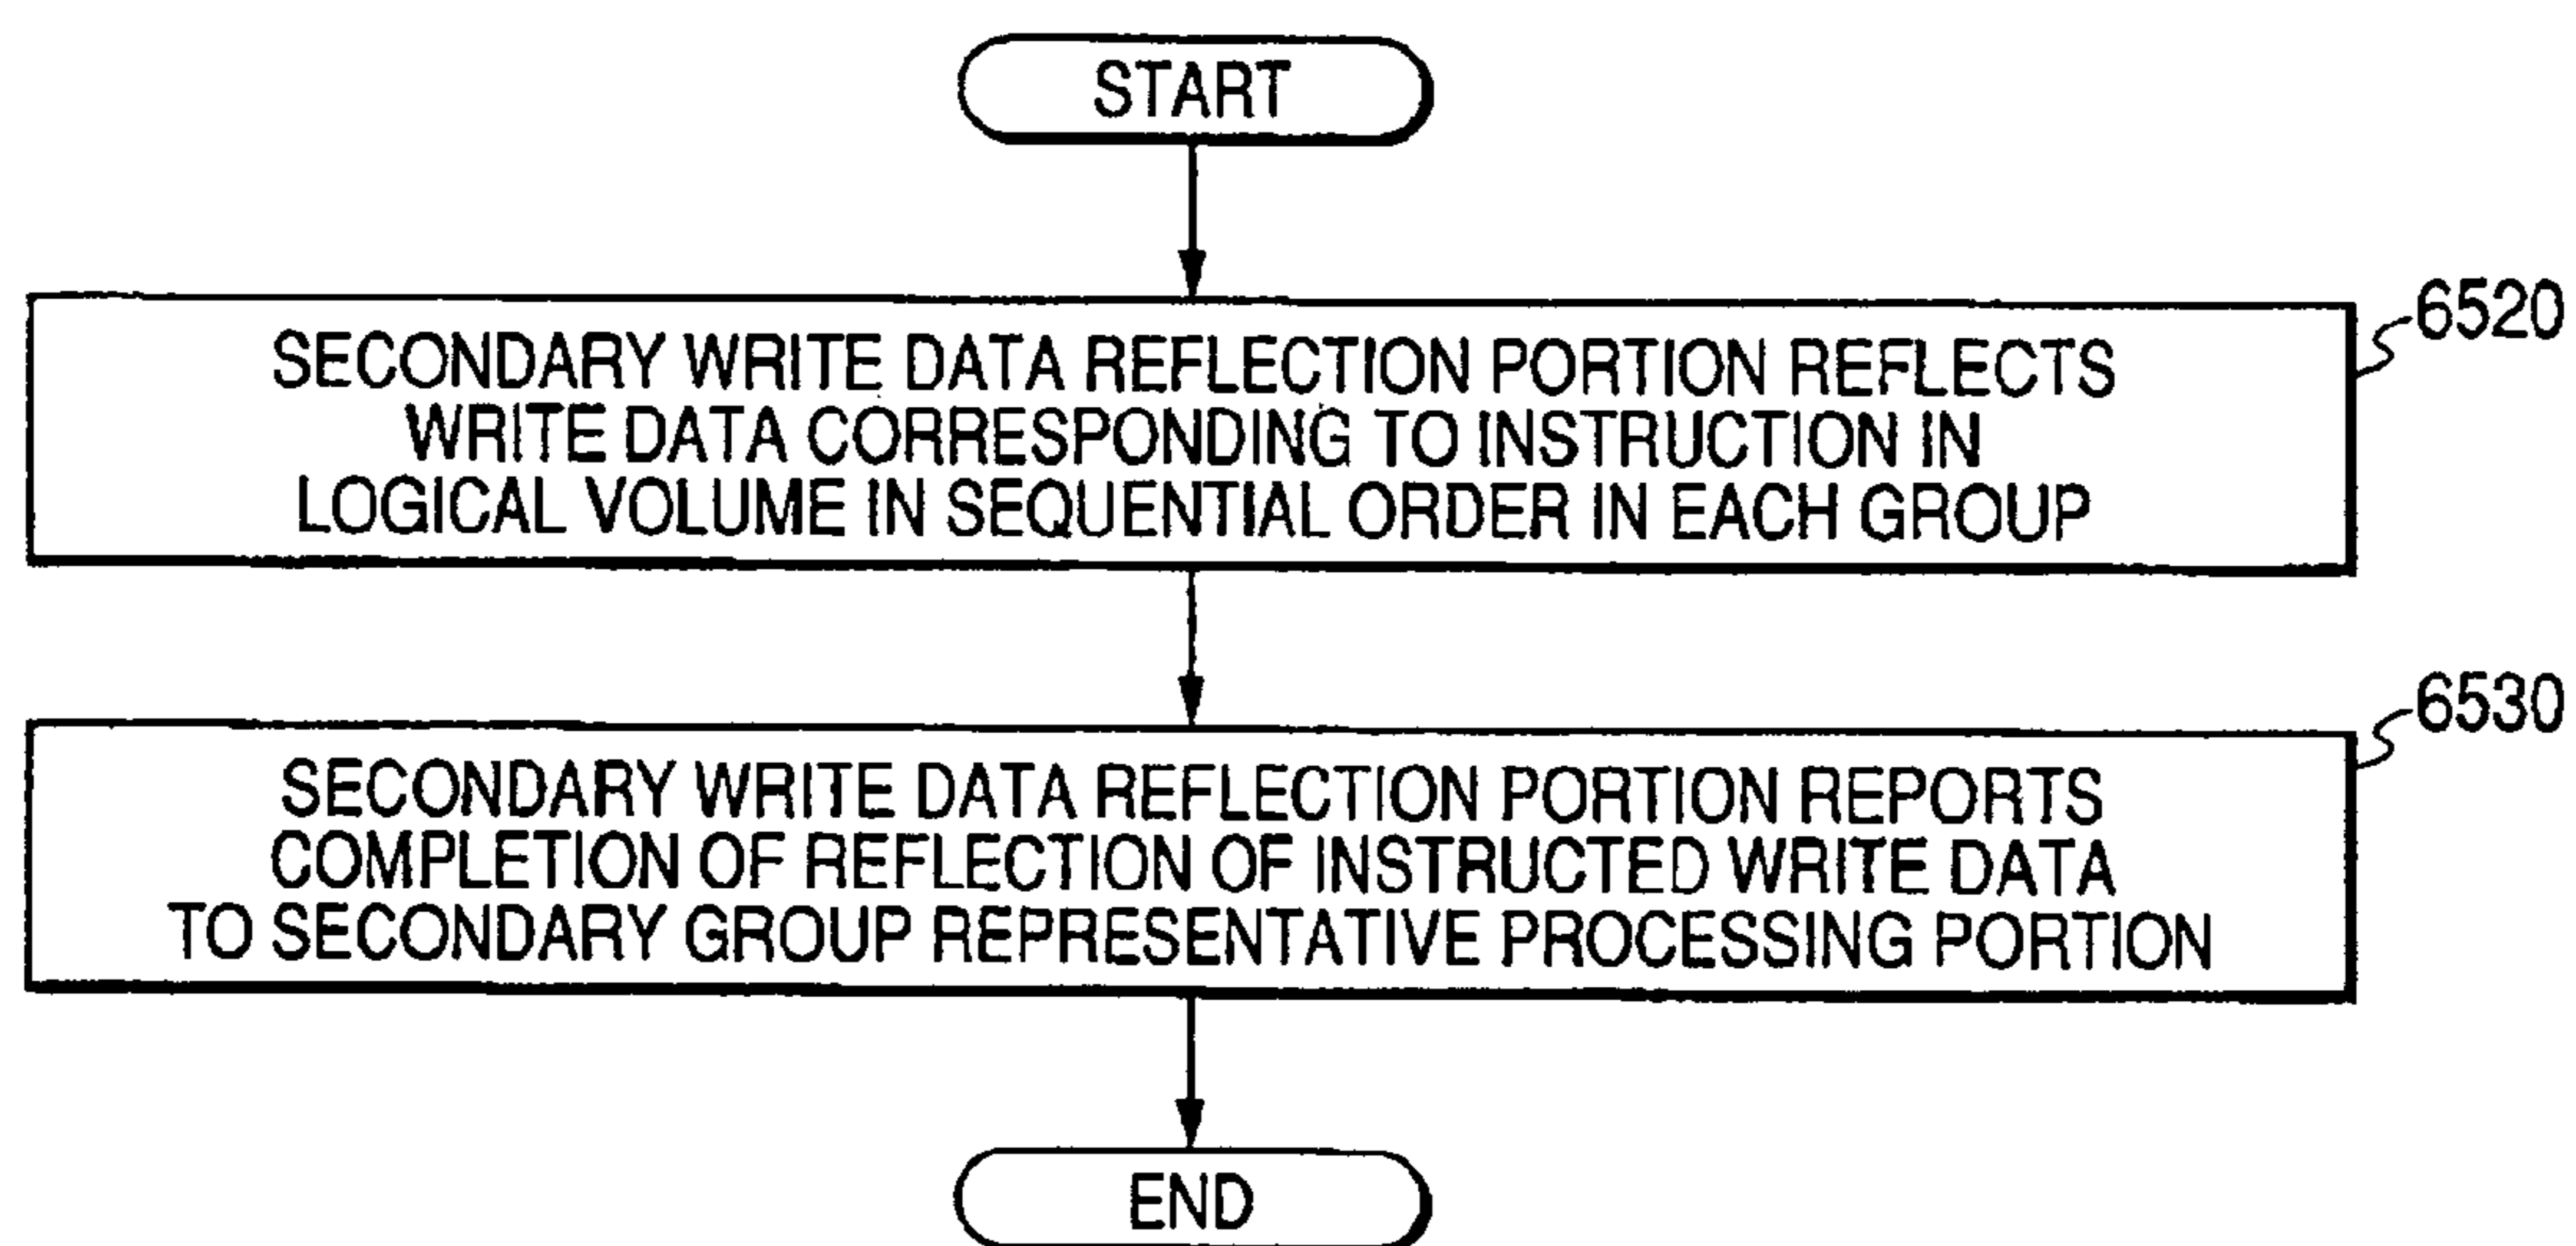 START
6520
SECONDARY WRITE DATA REFLECTION PORTION REFLECTS
WRITE DATA CORRESPONDING TO INSTRUCTION IN
LOGICAL VOLUME IN SEQUENTIAL ORDER IN EACH GROUP
6530
SECONDARY WRITE DATA REFLECTION PORTION REPORTS
COMPLETION OF REFLECTION OF INSTRUCTED WRITE DATA
TO SECONDARY GROUP REPRESENTATIVE PROCESSING PORTION
END